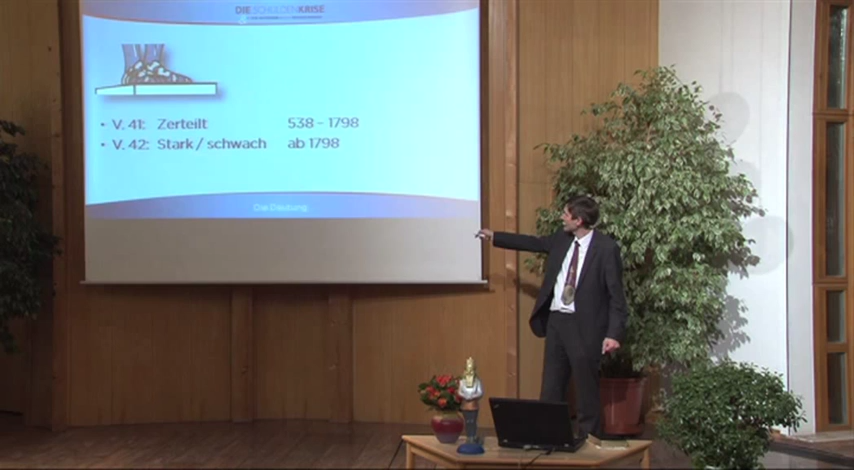 DIE SCHULDENKRISE
• V. 41: Zerteilt 538 – 1798
• V. 42: Stark / schwach ab 1798
Die Deutung